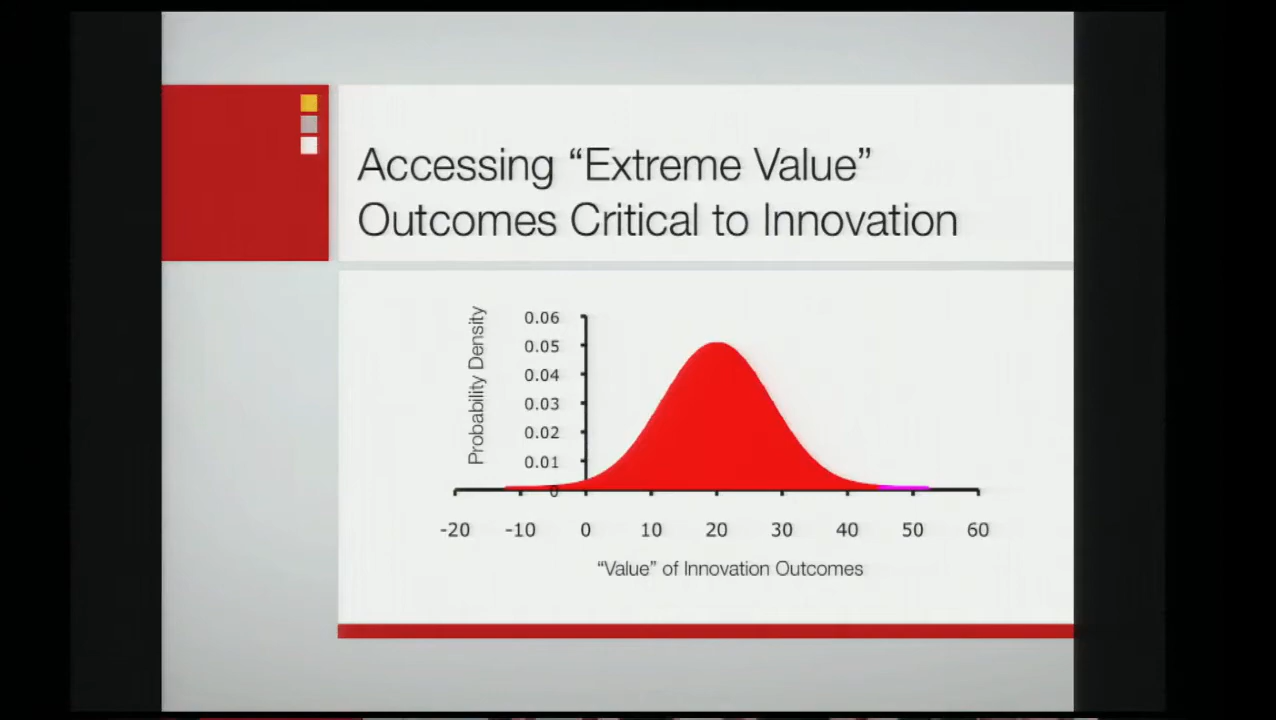 Accessing “Extreme Value”
Outcomes Critical to Innovation
Probability Density
0.06
0.05
0.04
0.03
0.02
0.01
0
-20 -10 0 10 20 30 40 50 60
“Value” of Innovation Outcomes